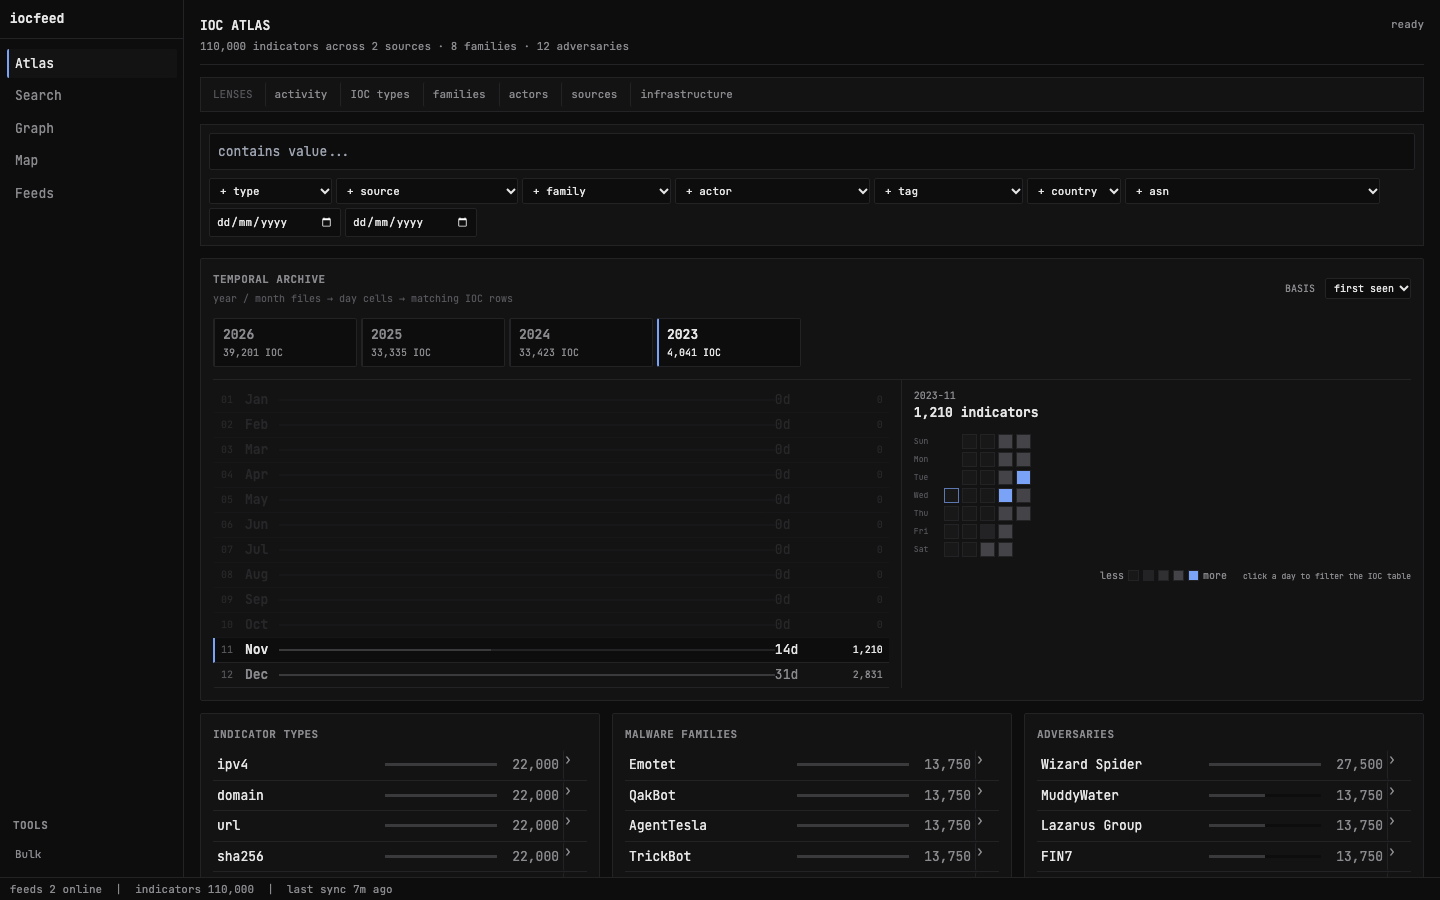 iocfeed
Atlas
Search
Graph
Map
Feeds
TOOLS
Bulk
IOC ATLAS
110,000 indicators across 2 sources · 8 families · 12 adversaries
ready
LENSES activity IOC types families actors sources infrastructure
contains value...
+ type + source + family + actor + tag + country + asn
dd/mm/yyyy dd/mm/yyyy
TEMPORAL ARCHIVE
year / month files → day cells → matching IOC rows
BASIS first seen
2026 2025 2024 2023
39,201 IOC 33,335 IOC 33,423 IOC 4,041 IOC
01 Jan 0d 0
02 Feb 0d 0
03 Mar 0d 0
04 Apr 0d 0
05 May 0d 0
06 Jun 0d 0
07 Jul 0d 0
08 Aug 0d 0
09 Sep 0d 0
10 Oct 0d 0
11 Nov 14d 1,210
12 Dec 31d 2,831
2023-11
1,210 indicators
Sun
Mon
Tue
Wed
Thu
Fri
Sat
less more click a day to filter the IOC table
INDICATOR TYPES
ipv4 22,000 ›
domain 22,000 ›
url 22,000 ›
sha256 22,000 ›
MALWARE FAMILIES
Emotet 13,750 ›
QakBot 13,750 ›
AgentTesla 13,750 ›
TrickBot 13,750 ›
ADVERSARIES
Wizard Spider 27,500 ›
MuddyWater 13,750 ›
Lazarus Group 13,750 ›
FIN7 13,750 ›
feeds 2 online | indicators 110,000 | last sync 7m ago